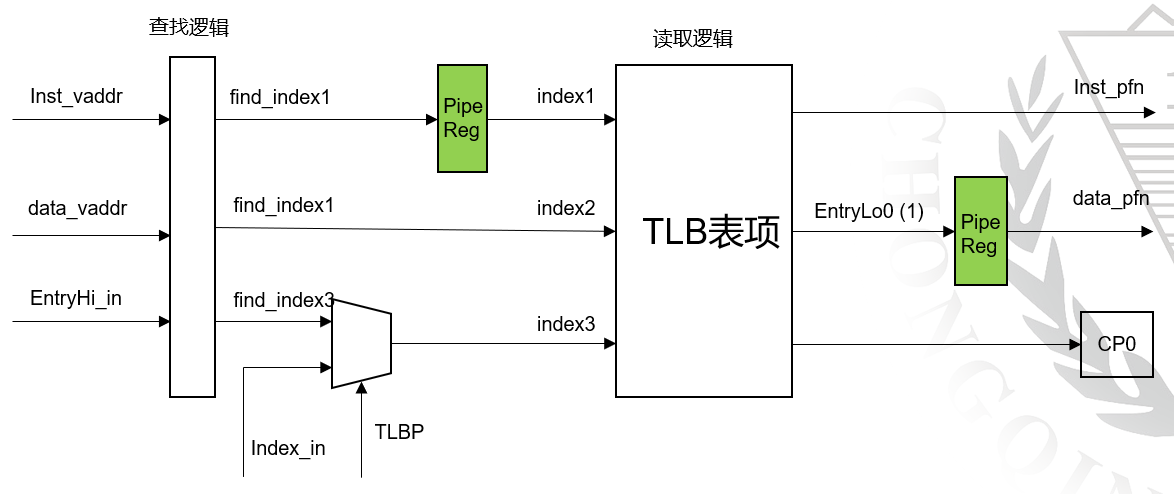 查找逻辑
读取逻辑
Inst_vaddr
find_index1
Pipe
Reg
index1
Inst_pfn
data_vaddr
find_index1
index2
TLB表项
EntryLo0 (1)
Pipe
Reg
data_pfn
EntryHi_in
find_index3
index3
CP0
Index_in
TLBP
CHONGQIN